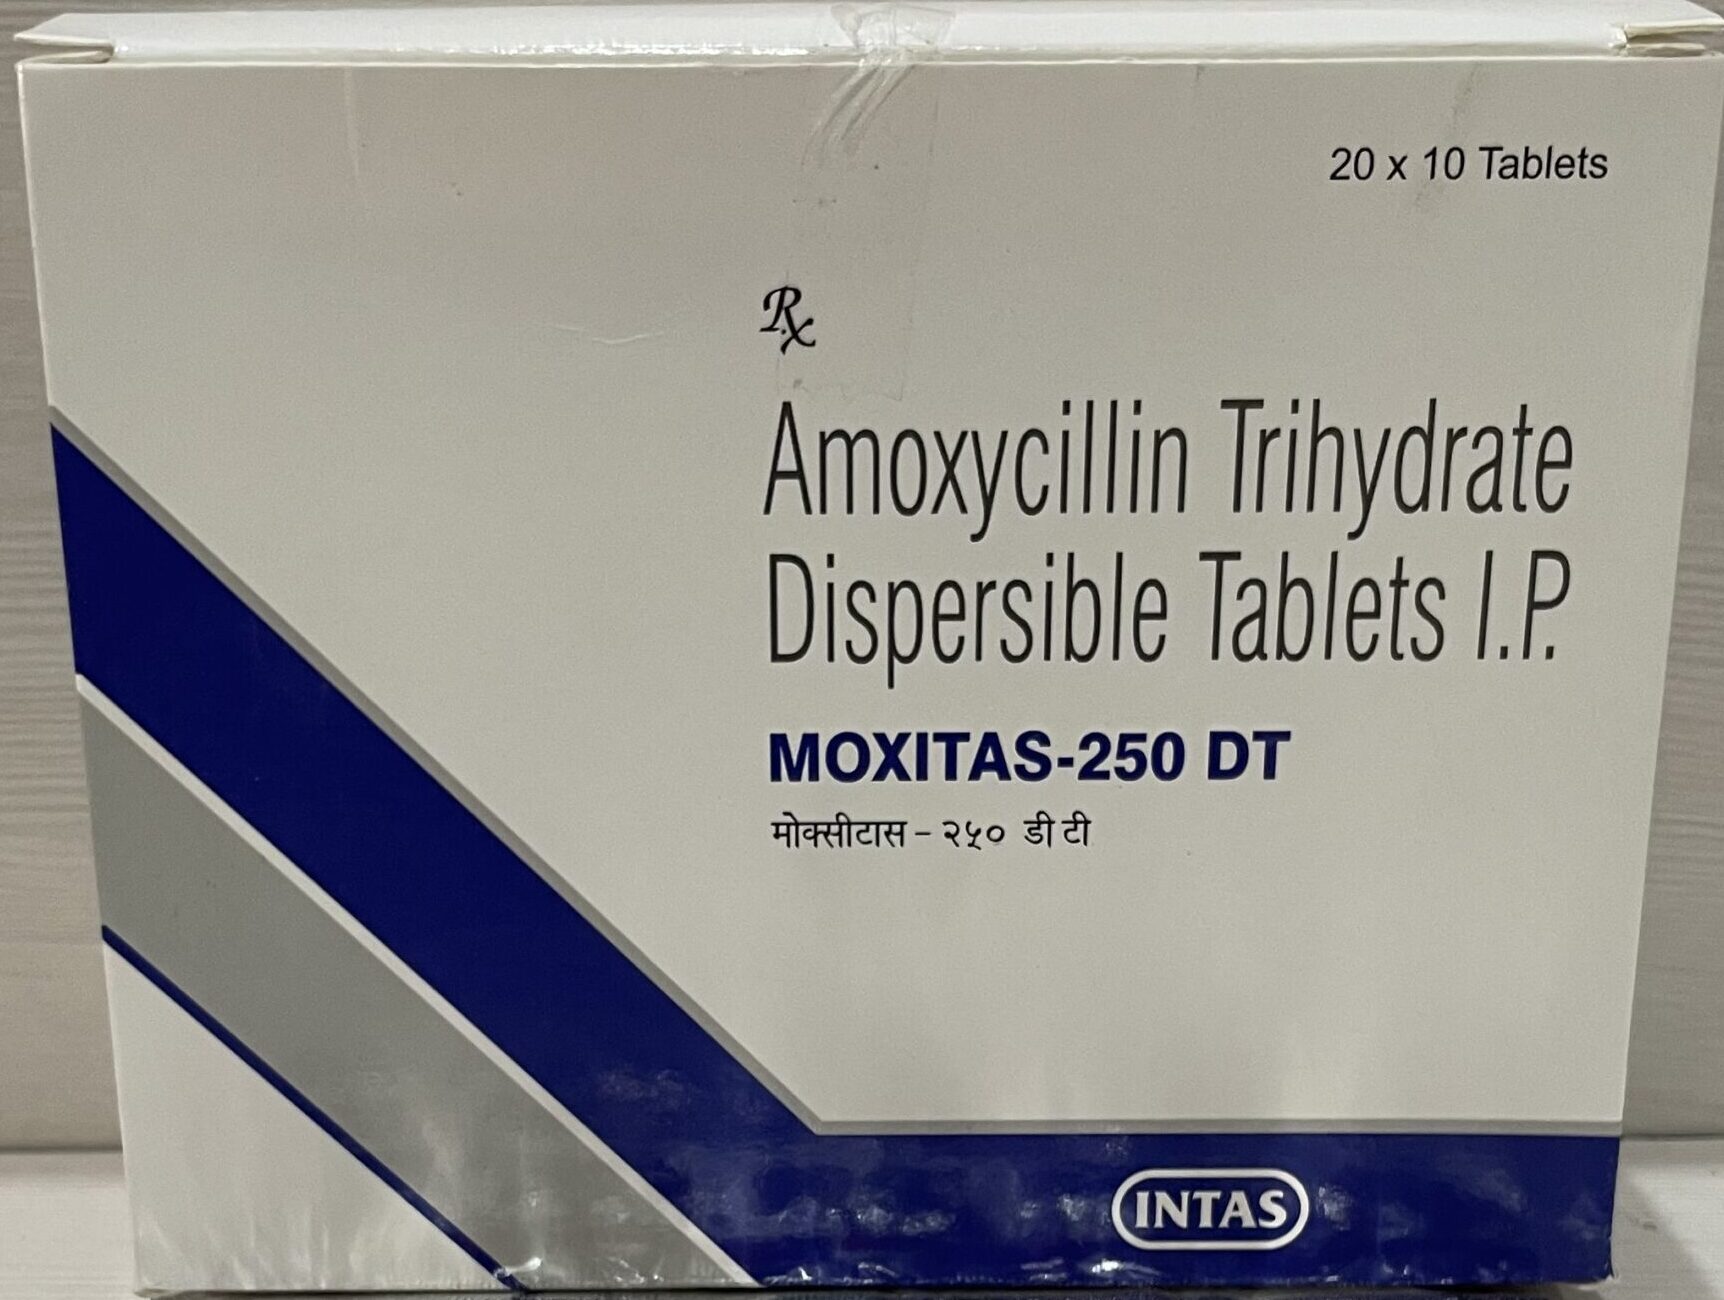 20 x 10 Tablets
Rx
Amoxycillin Trihydrate
Dispersible Tablets I.P.
MOXITAS-250 DT
मोक्सीटास - २५० डी टी
INTAS